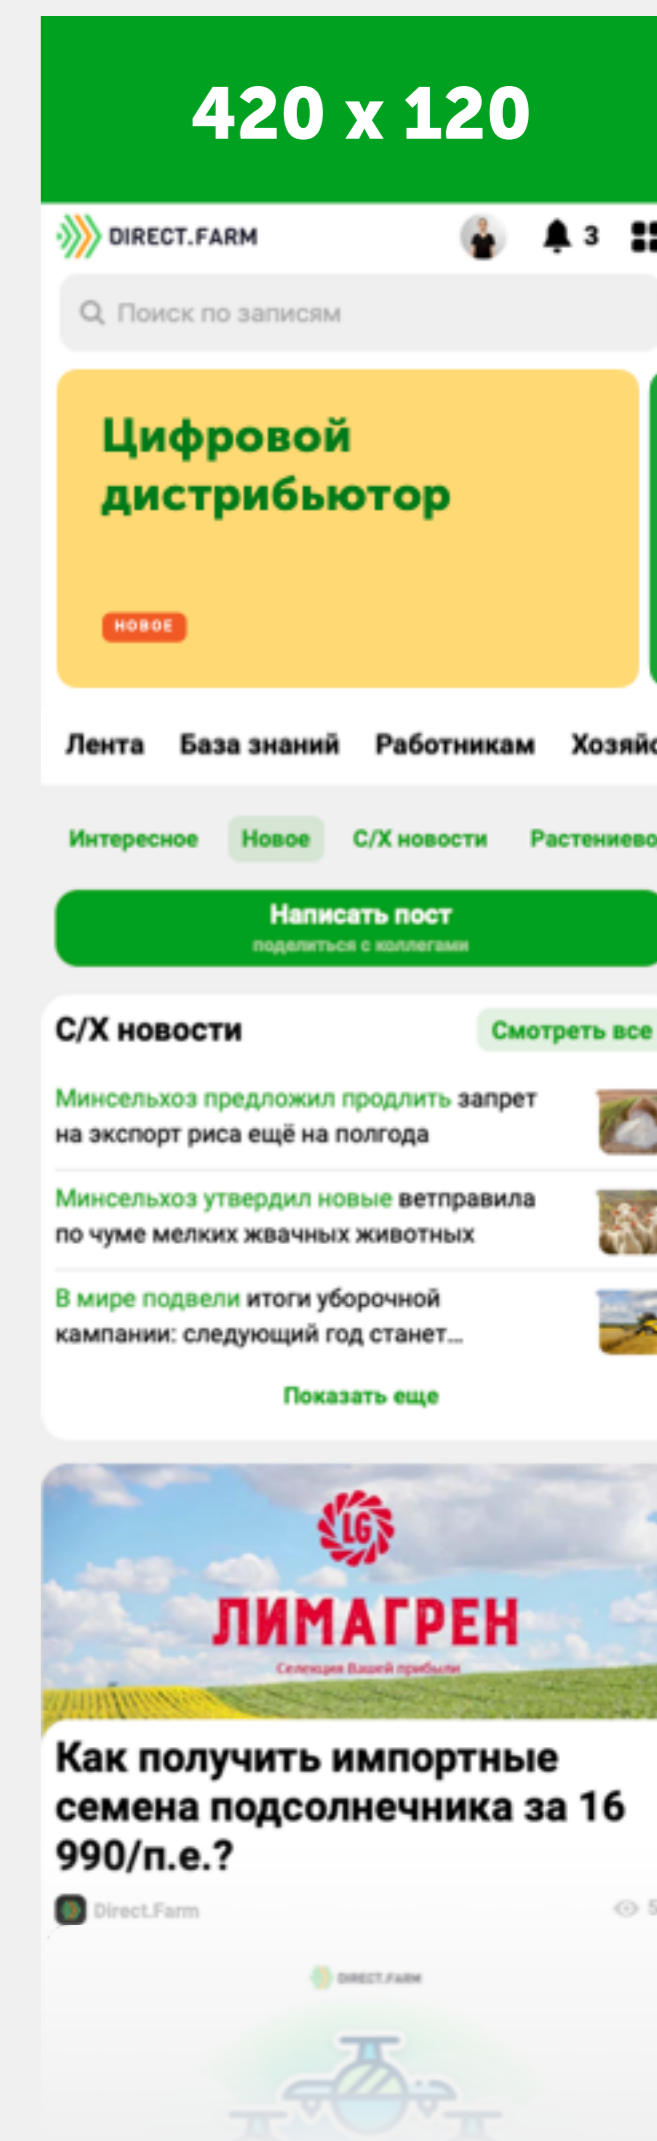 420 x 120
DIRECT.FARM
3
Поиск по записям
Цифровой
дистрибьютор
НОВОЕ
Лента База знаний Работникам Хозяйс
Интересное Новое С/Х новости Растениево
Написать пост
поделиться с коллегами
С/Х новости Смотреть все
Минсельхоз предложил продлить запрет
на экспорт риса ещё на полгода
Минсельхоз утвердил новые ветправила
по чуме мелких жвачных животных
В мире подвели итоги уборочной
кампании: следующий год станет...
Показать еще
LG
ЛИМАГРЕН
Селекция Вашей прибыли
Как получить импортные
семена подсолнечника за 16
990/п.е.?
Direct.Farm 5
DIRECT.FARM